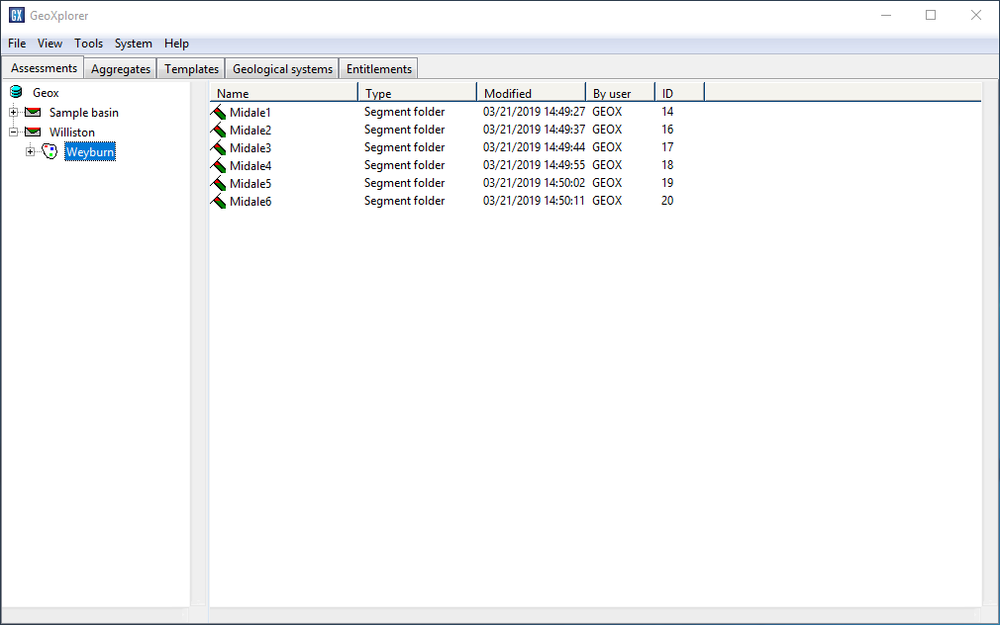 GX GeoXplorer
File View Tools System Help
Assessments Aggregates Templates Geological systems Entitlements
Geox
Sample basin
Williston
Weyburn
Name Type Modified By user ID
Midale1 Segment folder 03/21/2019 14:49:27 GEOX 14
Midale2 Segment folder 03/21/2019 14:49:37 GEOX 16
Midale3 Segment folder 03/21/2019 14:49:44 GEOX 17
Midale4 Segment folder 03/21/2019 14:49:55 GEOX 18
Midale5 Segment folder 03/21/2019 14:50:02 GEOX 19
Midale6 Segment folder 03/21/2019 14:50:11 GEOX 20